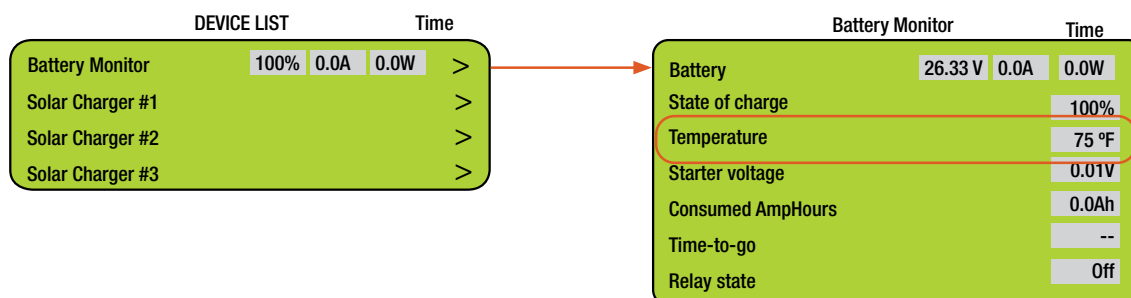 DEVICE LIST Time
Battery Monitor 100% 0.0A 0.0W >
Solar Charger #1 >
Solar Charger #2 >
Solar Charger #3 >
Battery Monitor Time
Battery 26.33 V 0.0A 0.0W
State of charge 100%
Temperature 75 ºF
Starter voltage 0.01V
Consumed AmpHours 0.0Ah
Time-to-go --
Relay state Off